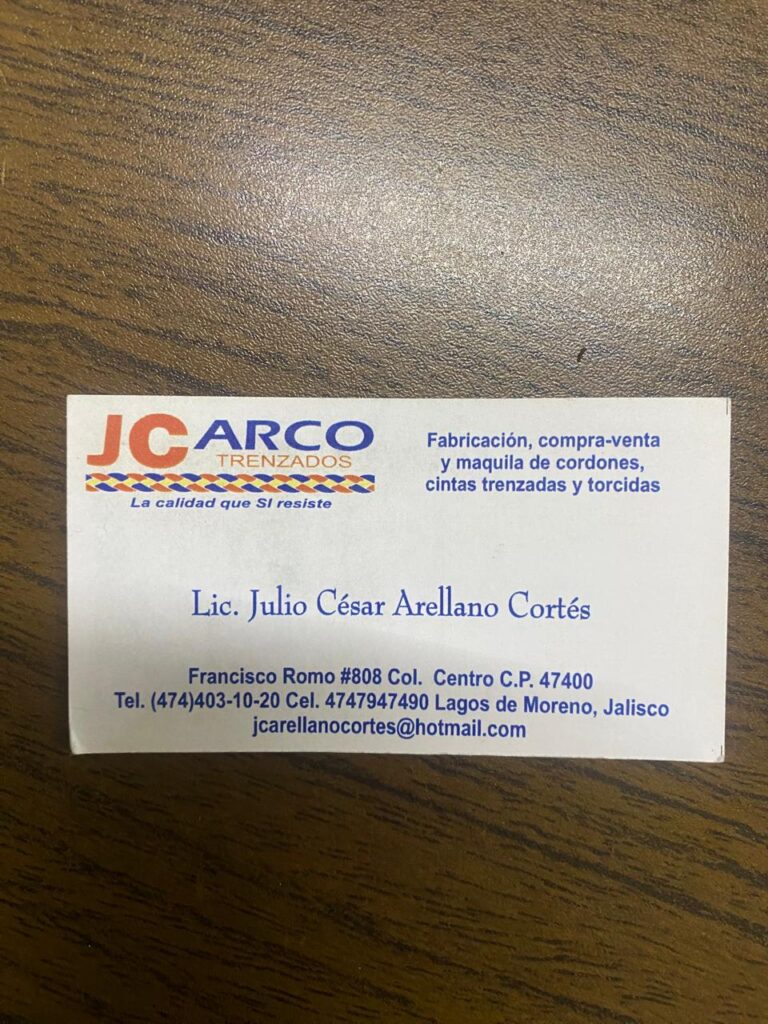 JC ARCO
TRENZADOS
La calidad que SI resiste
Fabricación, compra-venta
y maquila de cordones,
cintas trenzadas y torcidas
Lic. Julio César Arellano Cortés
Francisco Romo #808 Col. Centro C.P. 47400
Tel. (474)403-10-20 Cel. 4747947490 Lagos de Moreno, Jalisco
jcarellanocortes@hotmail.com